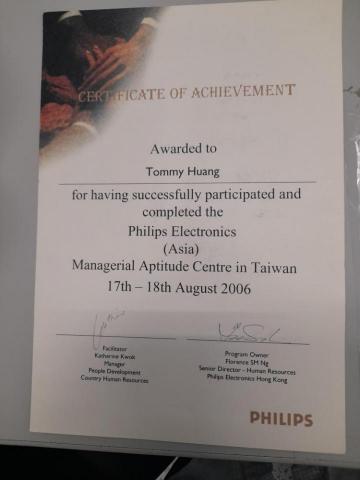 CERTIFICATE OF ACHIEVEMENT
Awarded to
Tommy Huang
for having successfully participated and
completed the
Philips Electronics
(Asia)
Managerial Aptitude Centre in Taiwan
17th – 18th August 2006
Facilitator
Katharine Kwok
Manager
People Development
Country Human Resources
Program Owner
Florence SM Ng
Senior Director – Human Resources
Philips Electronics Hong Kong
PHILIPS